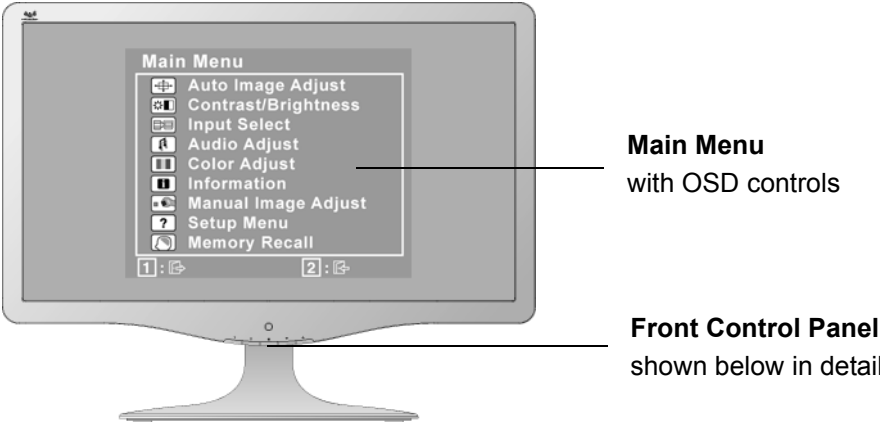 Main Menu
Auto Image Adjust
Contrast/Brightness
Input Select
Audio Adjust
Color Adjust
Information
Manual Image Adjust
Setup Menu
Memory Recall
1 : 2 :
Main Menu
with OSD controls
Front Control Panel
shown below in detail